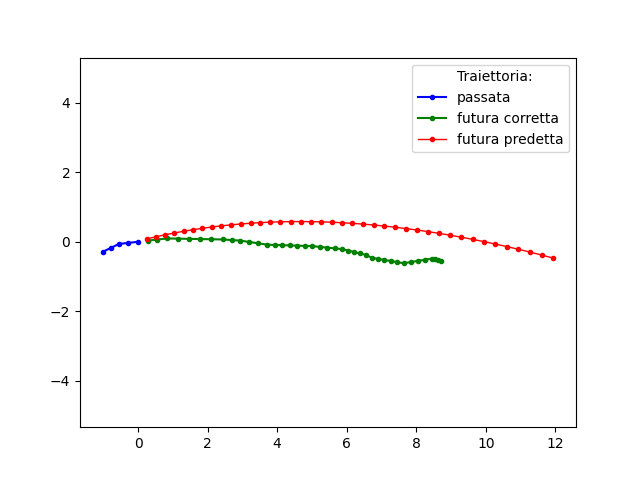 Traiettoria:
passata
futura corretta
futura predetta
4
2
0
−2
−4
0 2 4 6 8 10 12